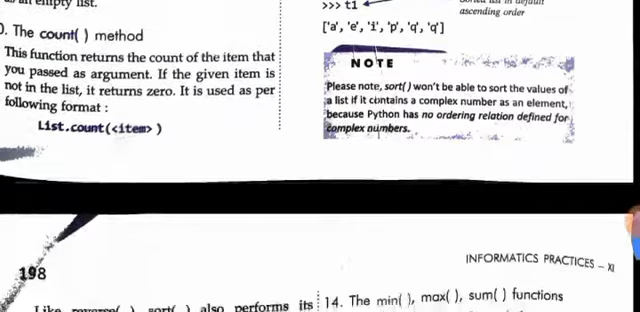 an empty list.
0. The count( ) method
This function returns the count of the item that
you passed as argument. If the given item is
not in the list, it returns zero. It is used as per
following format :
List.count(<item> )
>>> t1
Sorted list in default
ascending order
['a', 'e', 'i', 'p', 'q', 'q']
NOTE
Please note, sort( ) won't be able to sort the values of
a list if it contains a complex number as an element,
because Python has no ordering relation defined for
complex numbers.
198
INFORMATICS PRACTICES – XI
Like reverse( ), sort( ) also performs its
14. The min( ), max( ), sum( ) functions